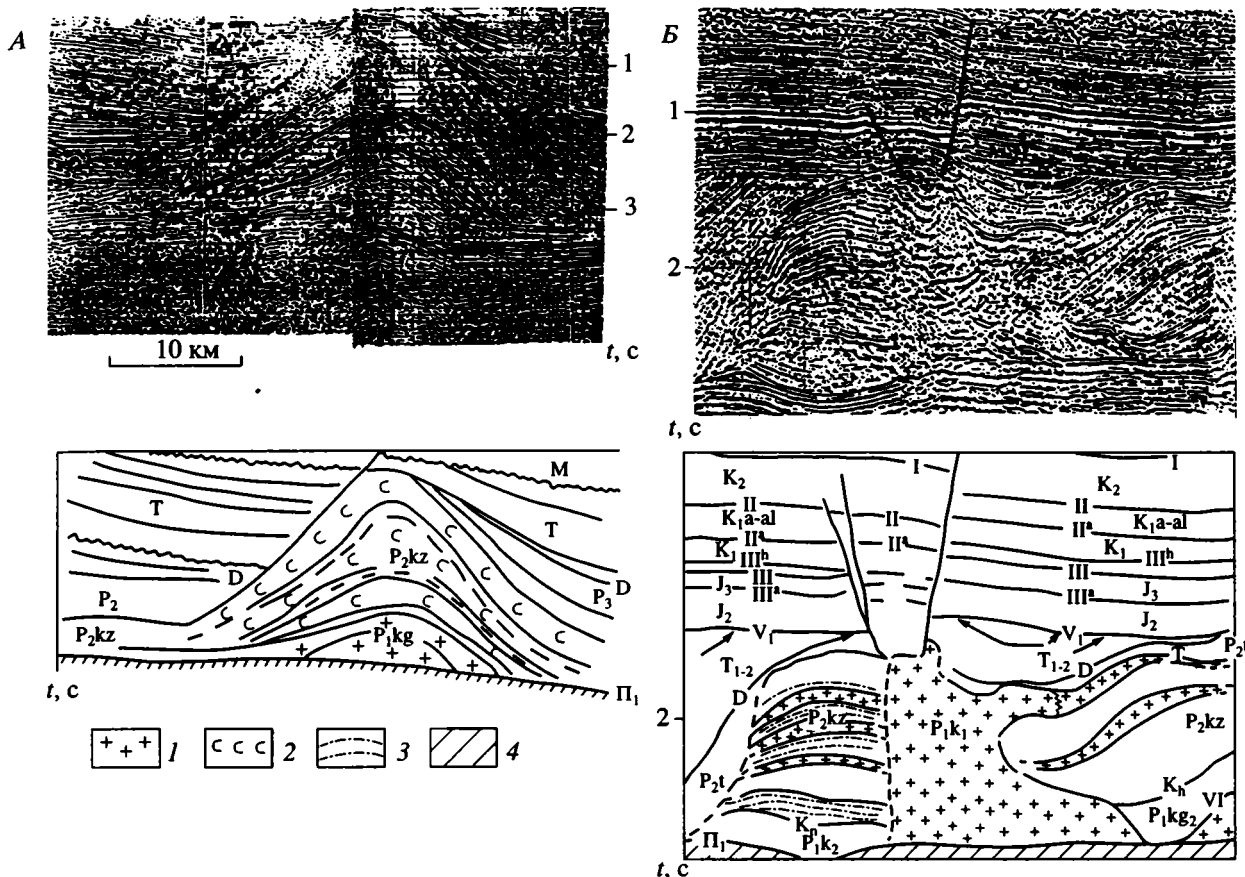 А
1
2
3
t, с
10 км
Б
1
2
t, с
M
T
T
D
D
P₂
P₂kz
P₂kz
P₃
P₁kg
t, с
П₁
1
2
3
4
I
I
K₂
K₂
II
II
K₁a-al
IIª
K₁a-al
IIª
IIª
K₁
K₁
IIIʰ
IIIʰ
III
III
J₃
IIIª
IIIª
J₃
J₂
J₂
V₁
V₁
T₁₋₂
T₁₋₂
D
T
P₂t
D
P₂kz
P₁k₁
P₂kz
2
P₂t
Kₕ
VI
P₁kg₂
Kₙ
П₁
P₁k₂
t, с